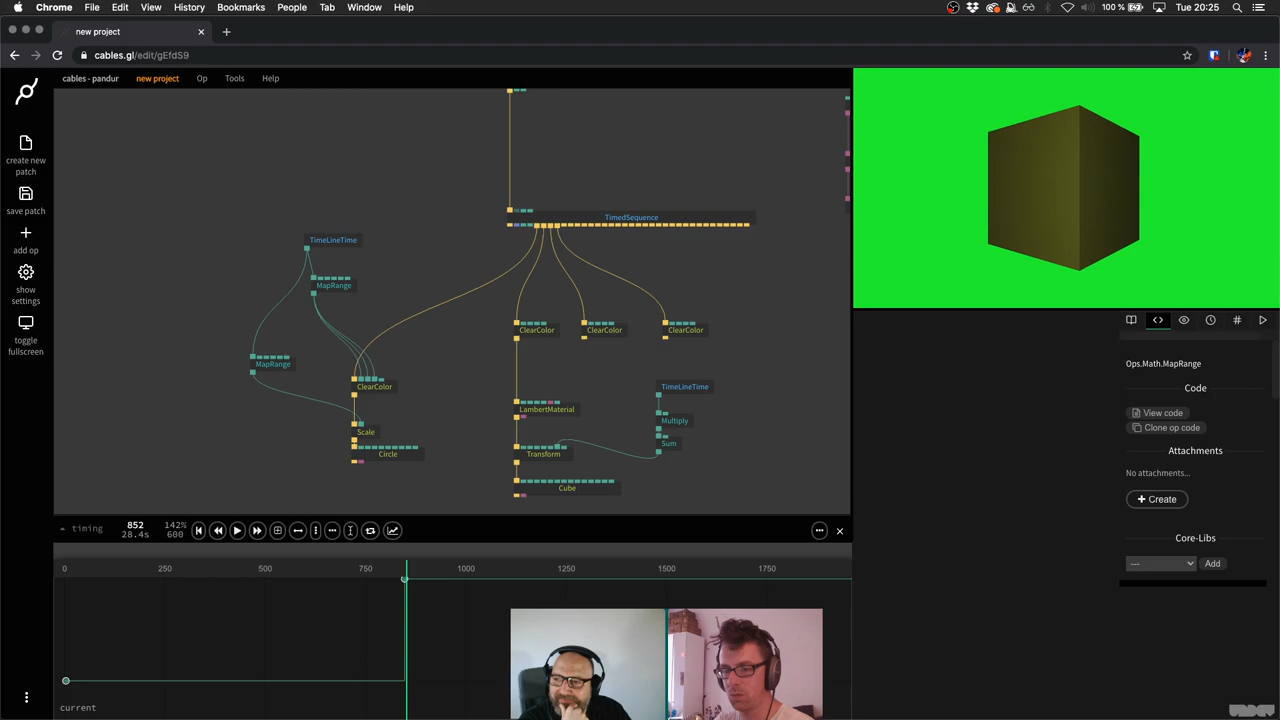 Chrome File Edit View History Bookmarks People Tab Window Help 100 % Tue 20:25
new project
cables.gl/edit/gEfdS9
cables - pandur new project Op Tools Help
create new
patch
save patch
add op
show
settings
toggle
fullscreen
TimedSequence
TimeLineTime
MapRange
ClearColor ClearColor ClearColor
MapRange
ClearColor
TimeLineTime
LambertMaterial
Multiply
Scale
Sum
Circle
Transform
Cube
Ops.Math.MapRange
Code
View code
Clone op code
Attachments
No attachments...
+ Create
Core-Libs
--- Add
timing 852 142%
28.4s 600
0 250 500 750 1000 1250 1500 1750
current